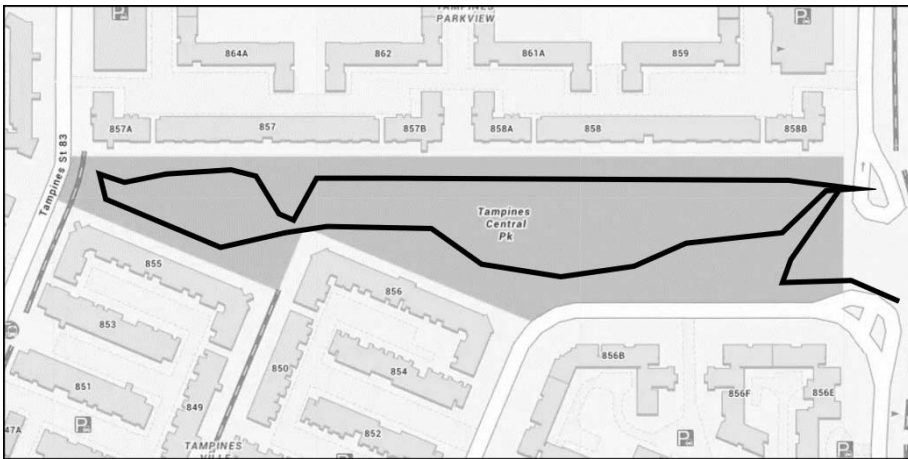 TAMPINES
PARKVIEW
864A
862
861A
859
857A
857
857B
858A
858
858B
Tampines St 83
Tampines
Central
Pk
855
856
853
850
854
856B
851
849
856F
856E
47A
852
TAMPINES
VILLE